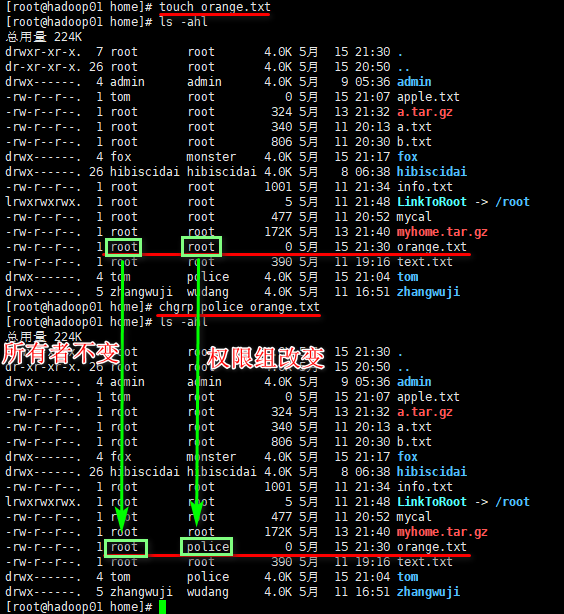 [root@hadoop01 home]# touch orange.txt
[root@hadoop01 home]# ls -ahl
总用量 224K
drwxr-xr-x. 7 root root 4.0K 5月 15 21:30 .
dr-xr-xr-x. 26 root root 4.0K 5月 15 20:50 ..
drwx------. 4 admin admin 4.0K 5月 9 05:36 admin
-rw-r--r--. 1 tom root 0 5月 15 21:07 apple.txt
-rw-r--r--. 1 root root 324 5月 13 21:32 a.tar.gz
-rw-r--r--. 1 root root 340 5月 11 20:13 a.txt
-rw-r--r--. 1 root root 806 5月 11 20:30 b.txt
drwx------. 4 fox monster 4.0K 5月 15 21:17 fox
drwx------. 26 hibiscidai hibiscidai 4.0K 5月 8 06:38 hibiscidai
-rw-r--r--. 1 root root 1001 5月 11 21:34 info.txt
lrwxrwxrwx. 1 root root 5 5月 11 21:48 LinkToRoot -> /root
-rw-r--r--. 1 root root 477 5月 11 20:52 mycal
-rw-r--r--. 1 root root 172K 5月 13 21:40 myhome.tar.gz
-rw-r--r--. 1 root root 0 5月 15 21:30 orange.txt
-rw-r--r--. 1 root root 390 5月 11 19:16 text.txt
drwx------. 4 tom police 4.0K 5月 15 21:04 tom
drwx------. 5 zhangwuji wudang 4.0K 5月 11 16:51 zhangwuji
[root@hadoop01 home]# chgrp police orange.txt
[root@hadoop01 home]# ls -ahl
总用量 224K
所有者不变
权限组改变
drwxr-xr-x. 7 root root 4.0K 5月 15 21:30 .
dr-xr-xr-x. 26 root root 4.0K 5月 15 20:50 ..
drwx------. 4 admin admin 4.0K 5月 9 05:36 admin
-rw-r--r--. 1 tom root 0 5月 15 21:07 apple.txt
-rw-r--r--. 1 root root 324 5月 13 21:32 a.tar.gz
-rw-r--r--. 1 root root 340 5月 11 20:13 a.txt
-rw-r--r--. 1 root root 806 5月 11 20:30 b.txt
drwx------. 4 fox monster 4.0K 5月 15 21:17 fox
drwx------. 26 hibiscidai hibiscidai 4.0K 5月 8 06:38 hibiscidai
-rw-r--r--. 1 root root 1001 5月 11 21:34 info.txt
lrwxrwxrwx. 1 root root 5 5月 11 21:48 LinkToRoot -> /root
-rw-r--r--. 1 root root 477 5月 11 20:52 mycal
-rw-r--r--. 1 root root 172K 5月 13 21:40 myhome.tar.gz
-rw-r--r--. 1 root police 0 5月 15 21:30 orange.txt
-rw-r--r--. 1 root root 390 5月 11 19:16 text.txt
drwx------. 4 tom police 4.0K 5月 15 21:04 tom
drwx------. 5 zhangwuji wudang 4.0K 5月 11 16:51 zhangwuji
[root@hadoop01 home]#